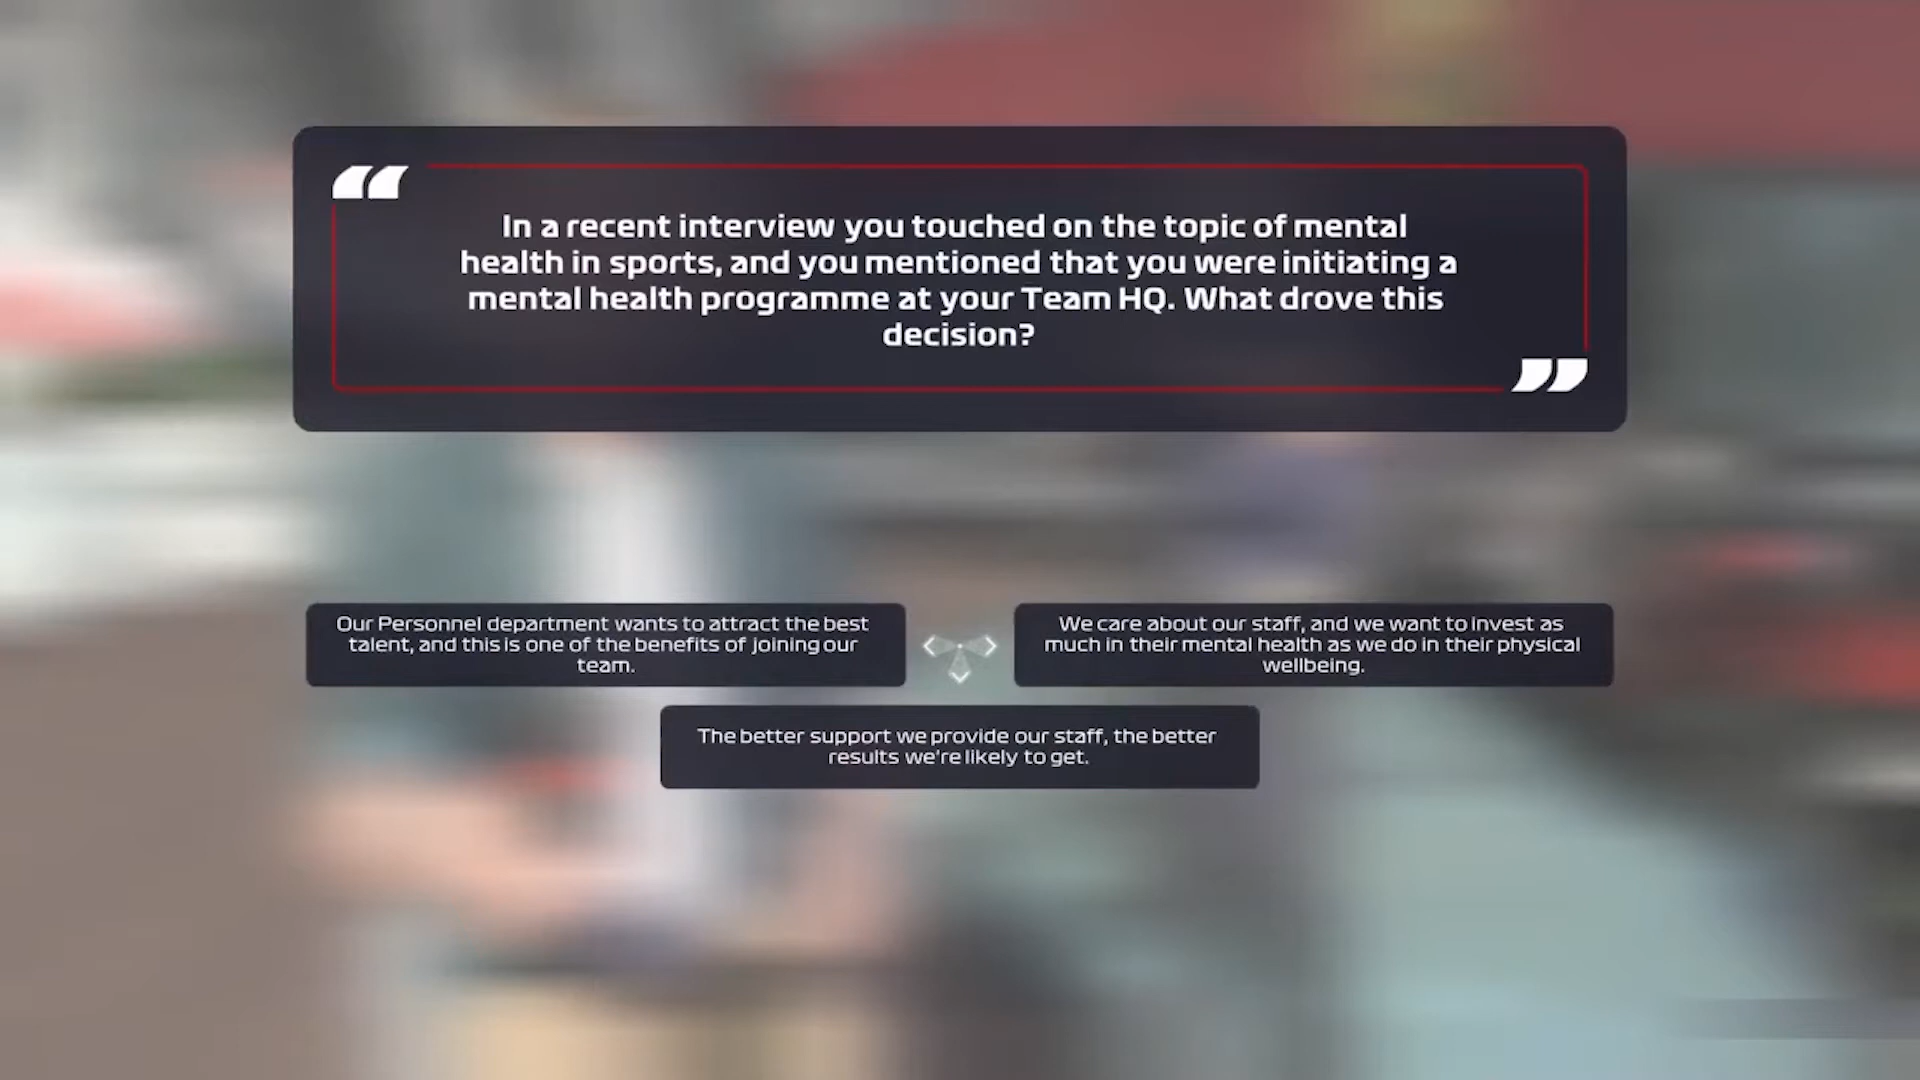 In a recent interview you touched on the topic of mental
health in sports, and you mentioned that you were initiating a
mental health programme at your Team HQ. What drove this
decision?
Our Personnel department wants to attract the best
talent, and this is one of the benefits of joining our
team.
We care about our staff, and we want to invest as
much in their mental health as we do in their physical
wellbeing.
The better support we provide our staff, the better
results we're likely to get.